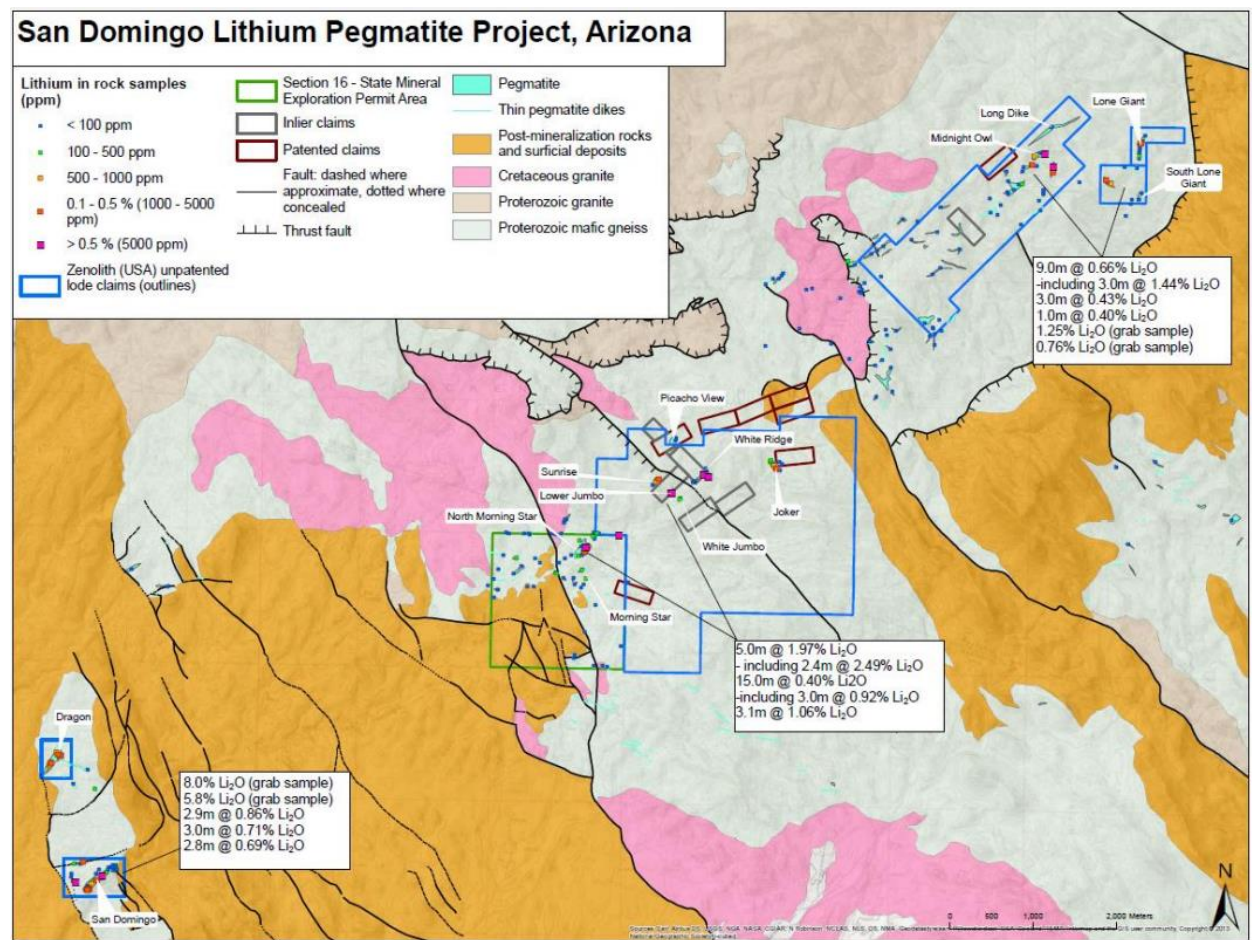 San Domingo Lithium Pegmatite Project, Arizona
Lithium in rock samples
(ppm)
< 100 ppm
100 - 500 ppm
500 - 1000 ppm
0.1 - 0.5 % (1000 - 5000
ppm)
> 0.5 % (5000 ppm)
Zenolith (USA) unpatented
lode claims (outlines)
Section 16 - State Mineral
Exploration Permit Area
Inlier claims
Patented claims
Fault: dashed where
approximate, dotted where
concealed
Thrust fault
Pegmatite
Thin pegmatite dikes
Post-mineralization rocks
and surficial deposits
Cretaceous granite
Proterozoic granite
Proterozoic mafic gneiss
Long Dike
Lone Giant
Midnight Owl
South Lone
Giant
9.0m @ 0.66% Li₂O
-including 3.0m @ 1.44% Li₂O
3.0m @ 0.43% Li₂O
1.0m @ 0.40% Li₂O
1.25% Li₂O (grab sample)
0.76% Li₂O (grab sample)
Picacho View
White Ridge
Sunrise
Lower Jumbo
Joker
North Morning Star
White Jumbo
Morning Star
5.0m @ 1.97% Li₂O
- including 2.4m @ 2.49% Li₂O
15.0m @ 0.40% Li2O
-including 3.0m @ 0.92% Li₂O
3.1m @ 1.06% Li₂O
Dragon
8.0% Li₂O (grab sample)
5.8% Li₂O (grab sample)
2.9m @ 0.86% Li₂O
3.0m @ 0.71% Li₂O
2.8m @ 0.69% Li₂O
San Domingo
N
0 500 1,000 2,000 Meters